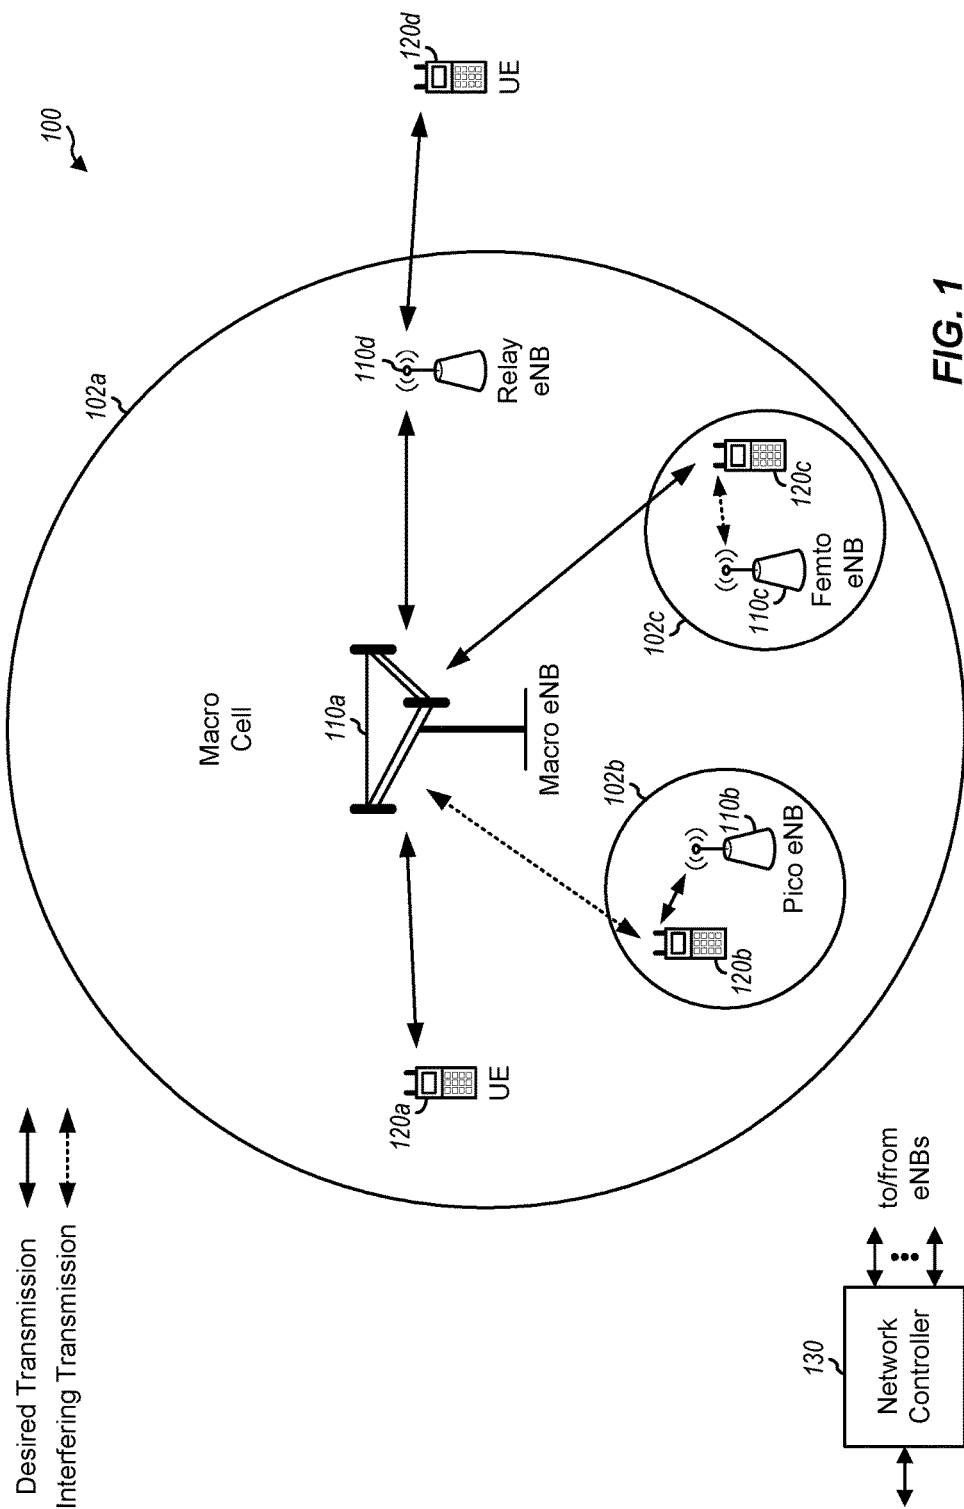 100
Desired Transmission
Interfering Transmission
102a
Macro
Cell
110a
110d
120d
120a
UE
Macro eNB
Relay
eNB
UE
102b
102c
120b
110b
Pico eNB
110c
120c
Femto
eNB
130
Network
Controller
to/from
eNBs
FIG. 1